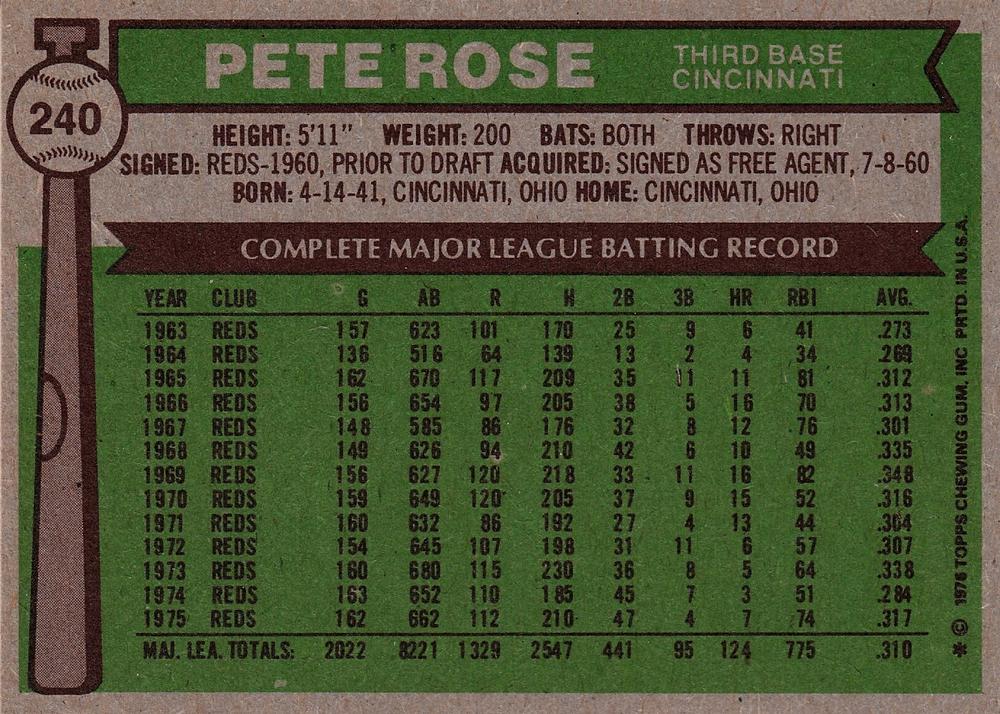 PETE ROSE THIRD BASE CINCINNATI
240
HEIGHT: 5'11" WEIGHT: 200 BATS: BOTH THROWS: RIGHT
SIGNED: REDS-1960, PRIOR TO DRAFT ACQUIRED: SIGNED AS FREE AGENT, 7-8-60
BORN: 4-14-41, CINCINNATI, OHIO HOME: CINCINNATI, OHIO
COMPLETE MAJOR LEAGUE BATTING RECORD
YEAR CLUB G AB R H 2B 3B HR RBI AVG.
1963 REDS 157 623 101 170 25 9 6 41 .273
1964 REDS 136 516 64 139 13 2 4 34 .269
1965 REDS 162 670 117 209 35 11 11 81 .312
1966 REDS 156 654 97 205 38 5 16 70 .313
1967 REDS 148 585 86 176 32 8 12 76 .301
1968 REDS 149 626 94 210 42 6 10 49 .335
1969 REDS 156 627 120 218 33 11 16 82 .348
1970 REDS 159 649 120 205 37 9 15 52 .316
1971 REDS 160 632 86 192 27 4 13 44 .304
1972 REDS 154 645 107 198 31 11 6 57 .307
1973 REDS 160 680 115 230 36 8 5 64 .338
1974 REDS 163 652 110 185 45 7 3 51 .284
1975 REDS 162 662 112 210 47 4 7 74 .317
MAJ. LEA. TOTALS: 2022 8221 1329 2547 441 95 124 775 .310
* © 1976 TOPPS CHEWING GUM, INC PRTD. IN U.S.A.